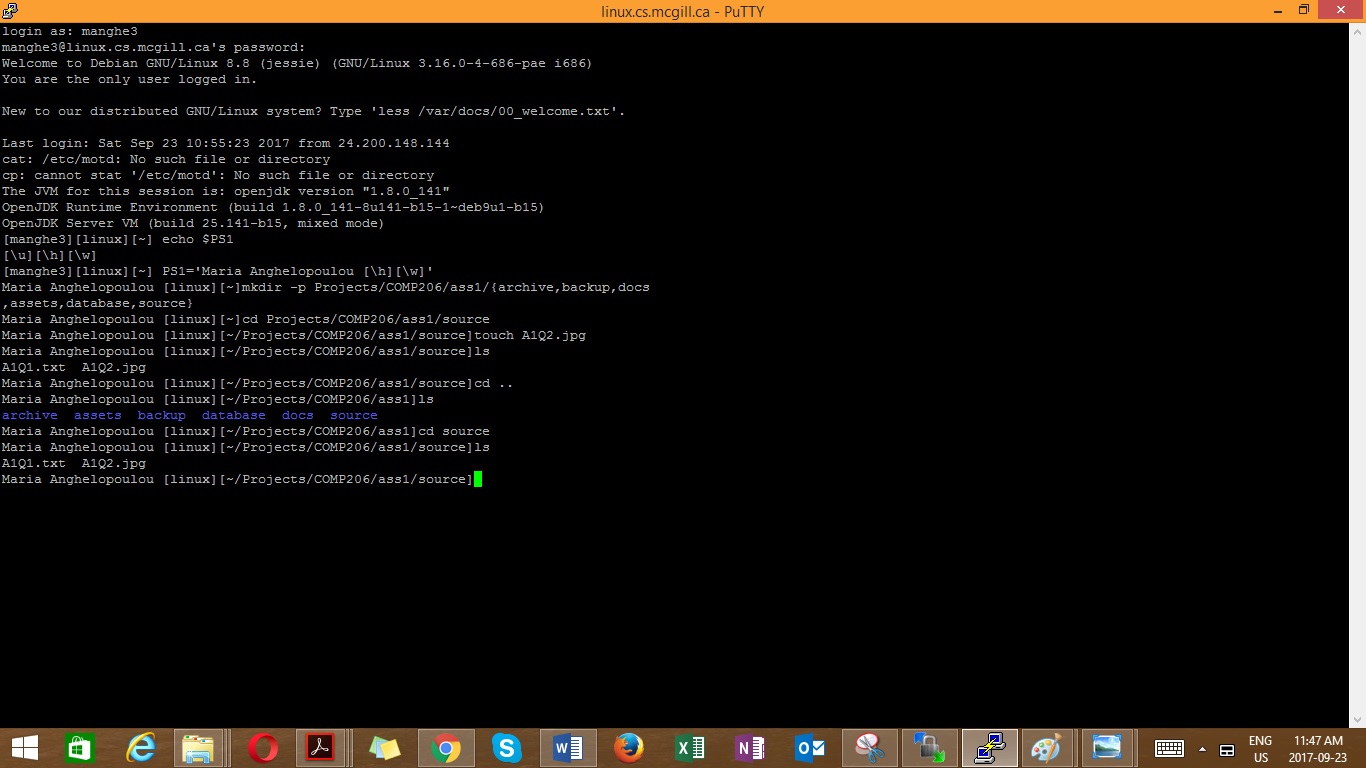 linux.cs.mcgill.ca - PuTTY
login as: manghe3
manghe3@linux.cs.mcgill.ca's password:
Welcome to Debian GNU/Linux 8.8 (jessie) (GNU/Linux 3.16.0-4-686-pae i686)
You are the only user logged in.
New to our distributed GNU/Linux system? Type 'less /var/docs/00_welcome.txt'.
Last login: Sat Sep 23 10:55:23 2017 from 24.200.148.144
cat: /etc/motd: No such file or directory
cp: cannot stat '/etc/motd': No such file or directory
The JVM for this session is: openjdk version "1.8.0_141"
OpenJDK Runtime Environment (build 1.8.0_141-8u141-b15-1~deb9u1-b15)
OpenJDK Server VM (build 25.141-b15, mixed mode)
[manghe3][linux][~] echo $PS1
[\u][\h][\w]
[manghe3][linux][~] PS1='Maria Anghelopoulou [\h][\w]'
Maria Anghelopoulou [linux][~]mkdir -p Projects/COMP206/ass1/{archive,backup,docs
,assets,database,source}
Maria Anghelopoulou [linux][~]cd Projects/COMP206/ass1/source
Maria Anghelopoulou [linux][~/Projects/COMP206/ass1/source]touch A1Q2.jpg
Maria Anghelopoulou [linux][~/Projects/COMP206/ass1/source]ls
A1Q1.txt  A1Q2.jpg
Maria Anghelopoulou [linux][~/Projects/COMP206/ass1/source]cd ..
Maria Anghelopoulou [linux][~/Projects/COMP206/ass1]ls
archive  assets  backup  database  docs  source
Maria Anghelopoulou [linux][~/Projects/COMP206/ass1]cd source
Maria Anghelopoulou [linux][~/Projects/COMP206/ass1/source]ls
A1Q1.txt  A1Q2.jpg
Maria Anghelopoulou [linux][~/Projects/COMP206/ass1/source]
ENG 11:47 AM
US 2017-09-23